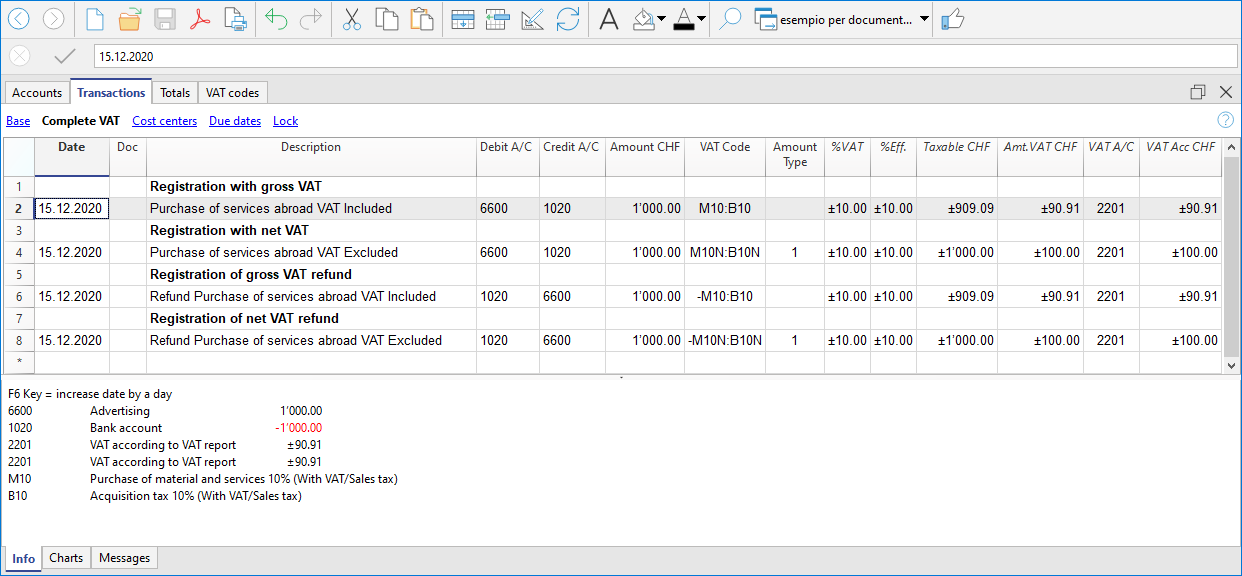 esempio per document...
15.12.2020
Accounts Transactions Totals VAT codes
Base Complete VAT Cost centers Due dates Lock
Date Doc Description Debit A/C Credit A/C Amount CHF VAT Code Amount Type %VAT %Eff. Taxable CHF Amt.VAT CHF VAT A/C VAT Acc CHF
1 Registration with gross VAT
2 15.12.2020 Purchase of services abroad VAT Included 6600 1020 1'000.00 M10:B10 ±10.00 ±10.00 ±909.09 ±90.91 2201 ±90.91
3 Registration with net VAT
4 15.12.2020 Purchase of services abroad VAT Excluded 6600 1020 1'000.00 M10N:B10N 1 ±10.00 ±10.00 ±1'000.00 ±100.00 2201 ±100.00
5 Registration of gross VAT refund
6 15.12.2020 Refund Purchase of services abroad VAT Included 1020 6600 1'000.00 -M10:B10 ±10.00 ±10.00 ±909.09 ±90.91 2201 ±90.91
7 Registration of net VAT refund
8 15.12.2020 Refund Purchase of services abroad VAT Excluded 1020 6600 1'000.00 -M10N:B10N 1 ±10.00 ±10.00 ±1'000.00 ±100.00 2201 ±100.00
*
F6 Key = increase date by a day
6600 Advertising 1'000.00
1020 Bank account -1'000.00
2201 VAT according to VAT report ±90.91
2201 VAT according to VAT report ±90.91
M10 Purchase of material and services 10% (With VAT/Sales tax)
B10 Acquisition tax 10% (With VAT/Sales tax)
Info Charts Messages